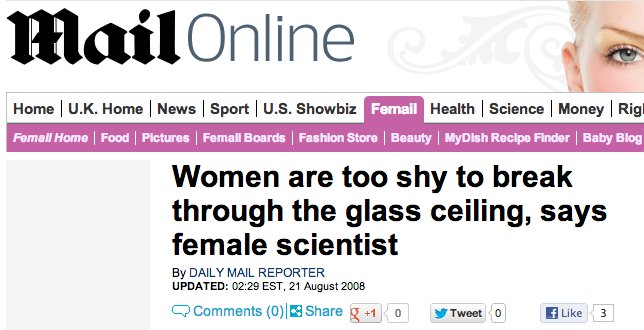 Mail Online
Home | U.K. Home | News | Sport | U.S. Showbiz | Femail | Health | Science | Money | Rig
Femail Home | Food | Pictures | Femail Boards | Fashion Store | Beauty | MyDish Recipe Finder | Baby Blog
Women are too shy to break
through the glass ceiling, says
female scientist
By DAILY MAIL REPORTER
UPDATED: 02:29 EST, 21 August 2008
Comments (0) | Share g +1 0 Tweet 0 f Like 3